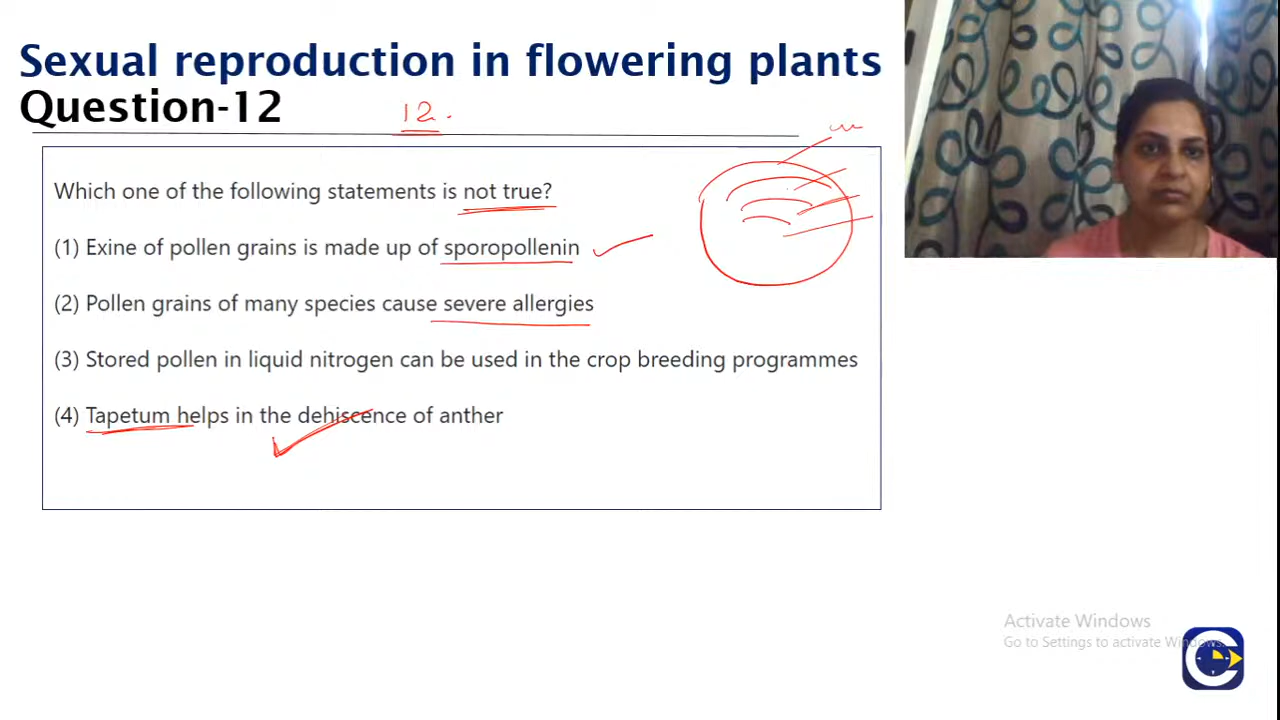 Sexual reproduction in flowering plants
Question-12
12.
Which one of the following statements is not true?
(1) Exine of pollen grains is made up of sporopollenin
(2) Pollen grains of many species cause severe allergies
(3) Stored pollen in liquid nitrogen can be used in the crop breeding programmes
(4) Tapetum helps in the dehiscence of anther
Activate Windows
Go to Settings to activate Windows.